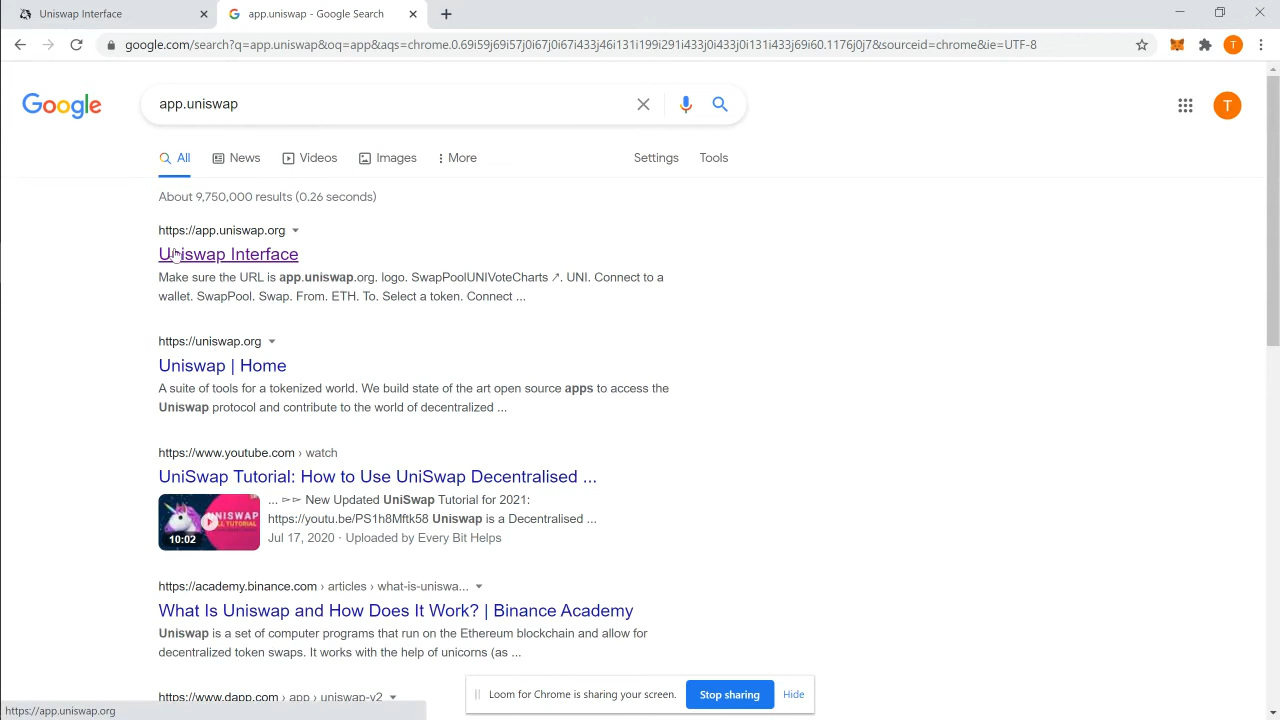 Uniswap Interface
app.uniswap - Google Search
google.com/search?q=app.uniswap&oq=app&aqs=chrome.0.69i59j69i57j0i67i433j46i131i199i291i433j0i433j0i131i433j69i60.1176j0j7&sourceid=chrome&ie=UTF-8
T
Google
app.uniswap
T
All
News
Videos
Images
More
Settings
Tools
About 9,750,000 results (0.26 seconds)
https://app.uniswap.org
Uniswap Interface
Make sure the URL is app.uniswap.org. logo. SwapPoolUNIVoteCharts ↗. UNI. Connect to a
wallet. SwapPool. Swap. From. ETH. To. Select a token. Connect ...
https://uniswap.org
Uniswap | Home
A suite of tools for a tokenized world. We build state of the art open source apps to access the
Uniswap protocol and contribute to the world of decentralized ...
https://www.youtube.com › watch
UniSwap Tutorial: How to Use UniSwap Decentralised ...
... ➻➻ New Updated UniSwap Tutorial for 2021:
https://youtu.be/PS1h8Mftk58 Uniswap is a Decentralised ...
Jul 17, 2020 · Uploaded by Every Bit Helps
10:02
https://academy.binance.com › articles › what-is-uniswa...
What Is Uniswap and How Does It Work? | Binance Academy
Uniswap is a set of computer programs that run on the Ethereum blockchain and allow for
decentralized token swaps. It works with the help of unicorns (as ...
https://www.dapp.com › app › uniswap-v2
Loom for Chrome is sharing your screen.
Stop sharing
Hide
https://app.uniswap.org